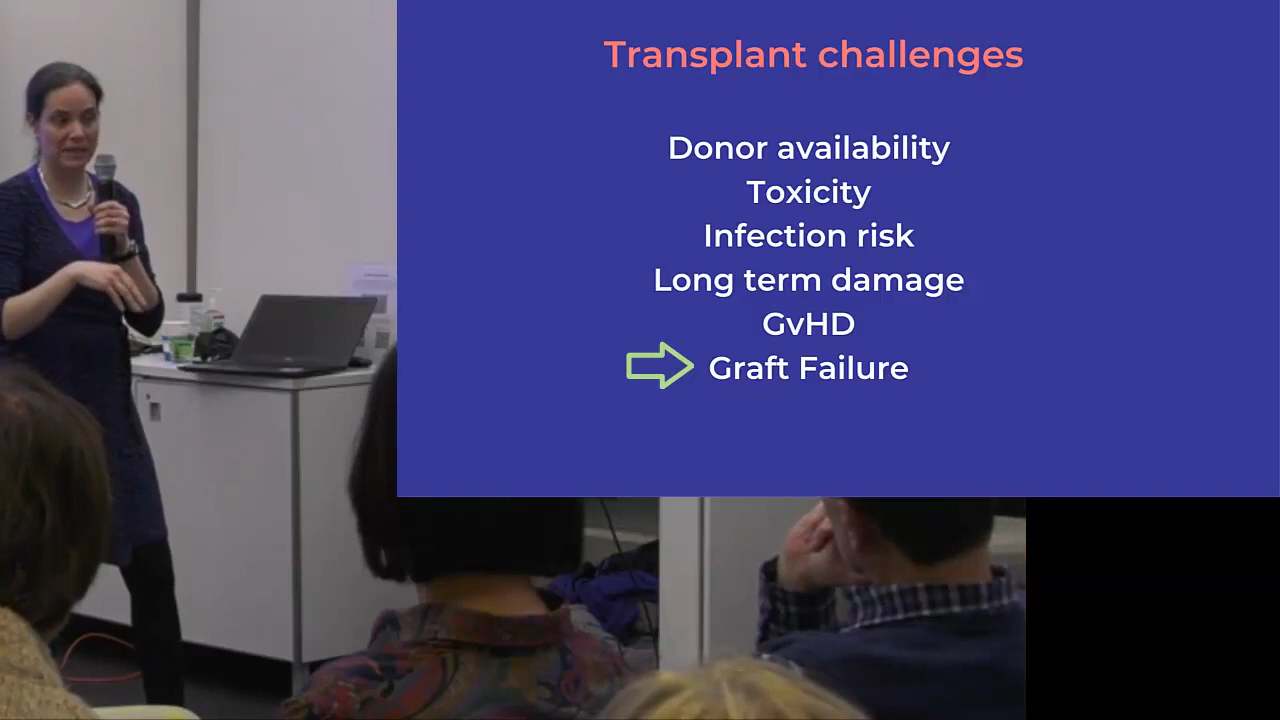 Transplant challenges
Donor availability
Toxicity
Infection risk
Long term damage
GvHD
Graft Failure